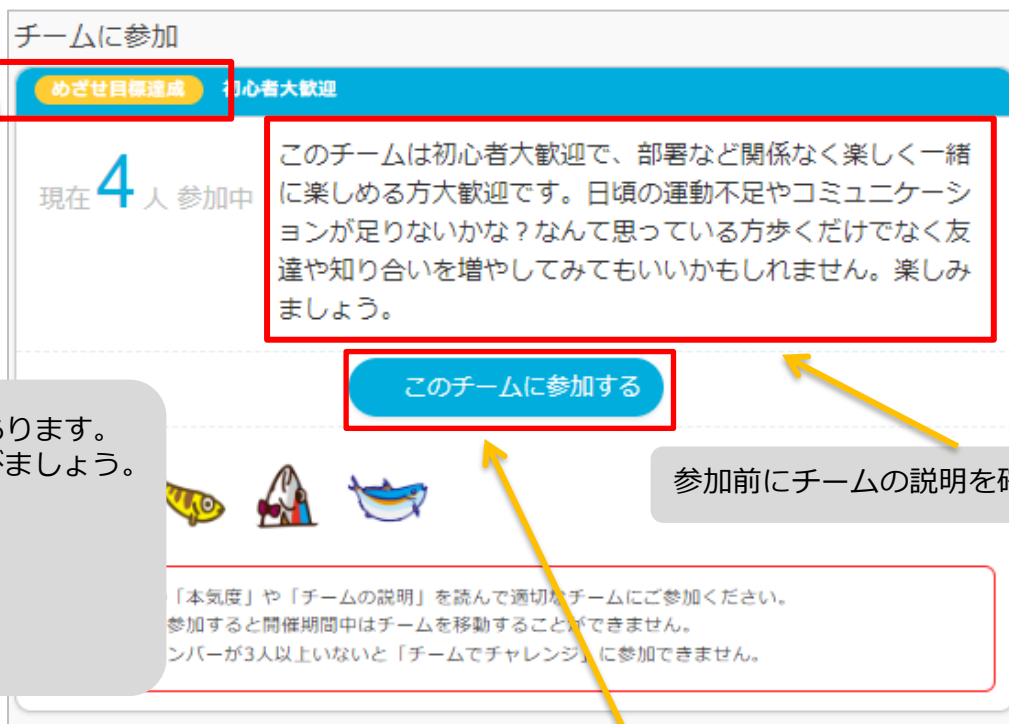 チームに参加
めざせ目標達成 初心者大歓迎
現在 4 人 参加中
このチームは初心者大歓迎で、部署など関係なく楽しく一緒
に楽しめる方大歓迎です。日頃の運動不足やコミュニケーシ
ョンが足りないかな？なんて思っている方歩くだけでなく友
達や知り合いを増やしてみてもいいかもしれません。楽しみ
ましょう。
このチームに参加する
ります。
ましょう。
参加前にチームの説明を
「本気度」や「チームの説明」を読んで適切なチームにご参加ください。
参加すると開催期間中はチームを移動することができません。
ンバーが3人以上いないと「チームでチャレンジ」に参加できません。